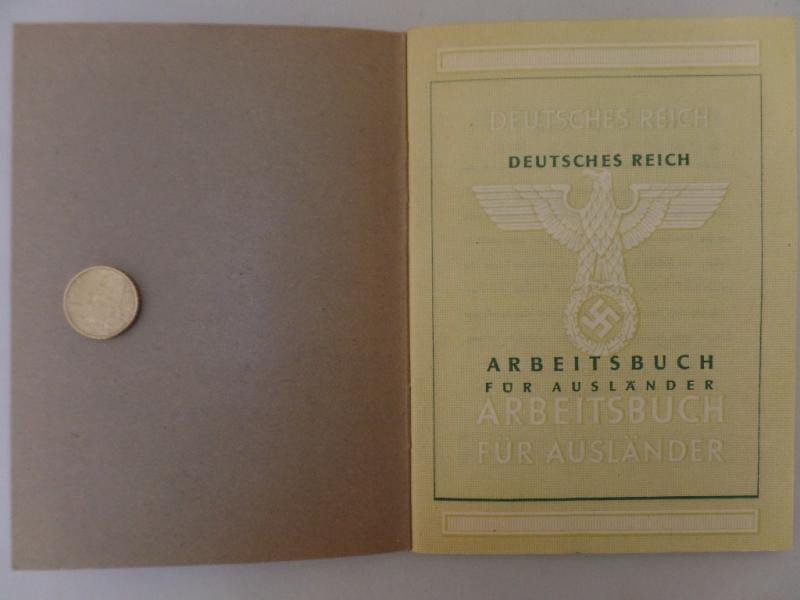 DEUTSCHES REICH
DEUTSCHES REICH
ARBEITSBUCH
FÜR AUSLÄNDER
ARBEITSBUCH
FÜR AUSLÄNDER